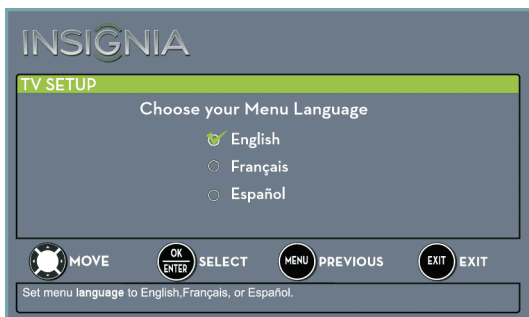 INSIGNIA
TV SETUP
Choose your Menu Language
English
Français
Español
MOVE OK ENTER SELECT MENU PREVIOUS EXIT EXIT
Set menu language to English,Français, or Español.